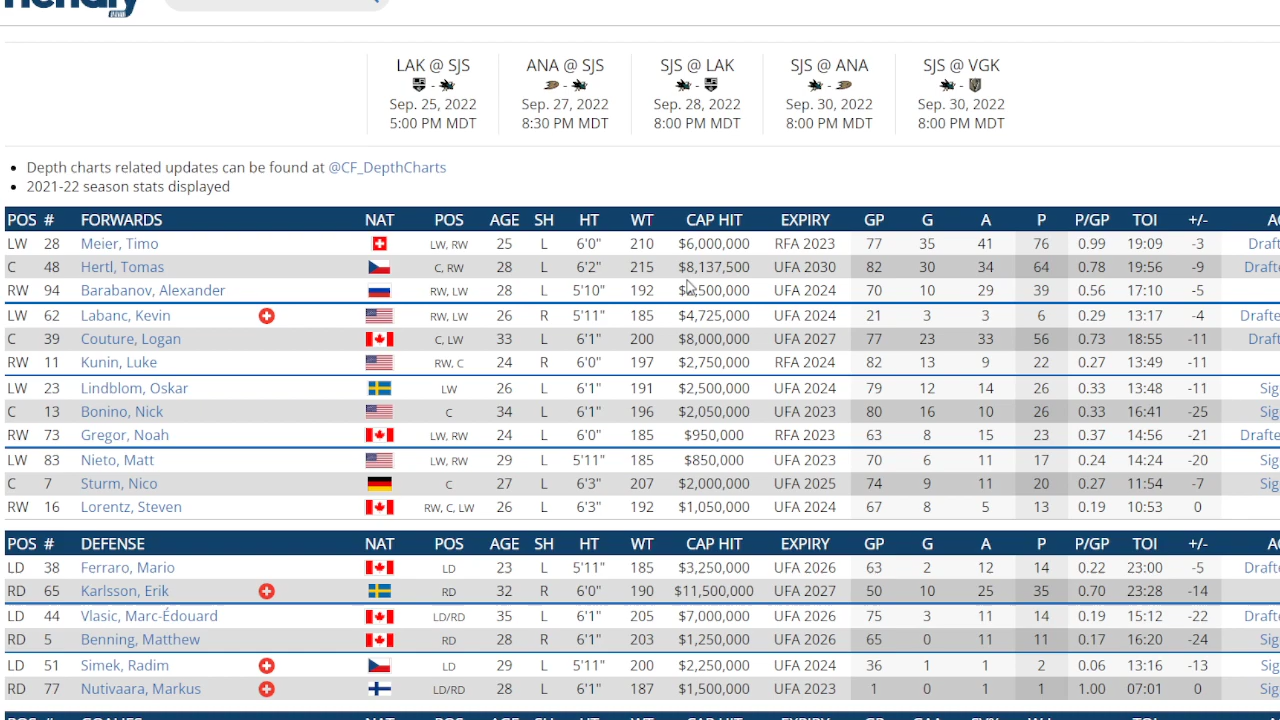 LAK @ SJS ANA @ SJS SJS @ LAK SJS @ ANA SJS @ VGK
- - - - -
Sep. 25, 2022 Sep. 27, 2022 Sep. 28, 2022 Sep. 30, 2022 Sep. 30, 2022
5:00 PM MDT 8:30 PM MDT 8:00 PM MDT 8:00 PM MDT 8:00 PM MDT
• Depth charts related updates can be found at @CF_DepthCharts
• 2021-22 season stats displayed
POS # FORWARDS NAT POS AGE SH HT WT CAP HIT EXPIRY GP G A P P/GP TOI +/-
LW 28 Meier, Timo LW, RW 25 L 6'0" 210 $6,000,000 RFA 2023 77 35 41 76 0.99 19:09 -3 Draft
C 48 Hertl, Tomas C, RW 28 L 6'2" 215 $8,137,500 UFA 2030 82 30 34 64 0.78 19:56 -9 Draft
RW 94 Barabanov, Alexander RW, LW 28 L 5'10" 192 $2,500,000 UFA 2024 70 10 29 39 0.56 17:10 -5
LW 62 Labanc, Kevin RW, LW 26 R 5'11" 185 $4,725,000 UFA 2024 21 3 3 6 0.29 13:17 -4 Drafte
C 39 Couture, Logan C, LW 33 L 6'1" 200 $8,000,000 UFA 2027 77 23 33 56 0.73 18:55 -11 Draft
RW 11 Kunin, Luke RW, C 24 R 6'0" 197 $2,750,000 RFA 2024 82 13 9 22 0.27 13:49 -11
LW 23 Lindblom, Oskar LW 26 L 6'1" 191 $2,500,000 UFA 2024 79 12 14 26 0.33 13:48 -11 Sig
C 13 Bonino, Nick C 34 L 6'1" 196 $2,050,000 UFA 2023 80 16 10 26 0.33 16:41 -25 Sig
RW 73 Gregor, Noah LW, RW 24 L 6'0" 185 $950,000 RFA 2023 63 8 15 23 0.37 14:56 -21 Drafte
LW 83 Nieto, Matt LW, RW 29 L 5'11" 185 $850,000 UFA 2023 70 6 11 17 0.24 14:24 -20 Sig
C 7 Sturm, Nico C 27 L 6'3" 207 $2,000,000 UFA 2025 74 9 11 20 0.27 11:54 -7 Sig
RW 16 Lorentz, Steven RW, C, LW 26 L 6'3" 192 $1,050,000 UFA 2024 67 8 5 13 0.19 10:53 0
POS # DEFENSE NAT POS AGE SH HT WT CAP HIT EXPIRY GP G A P P/GP TOI +/-
LD 38 Ferraro, Mario LD 23 L 5'11" 185 $3,250,000 UFA 2026 63 2 12 14 0.22 23:00 -5 Draft
RD 65 Karlsson, Erik RD 32 R 6'0" 190 $11,500,000 UFA 2027 50 10 25 35 0.70 23:28 -14
LD 44 Vlasic, Marc-Édouard LD/RD 35 L 6'1" 205 $7,000,000 UFA 2026 75 3 11 14 0.19 15:12 -22 Draft
RD 5 Benning, Matthew RD 28 R 6'1" 203 $1,250,000 UFA 2026 65 0 11 11 0.17 16:20 -24 Sig
LD 51 Simek, Radim LD 29 L 5'11" 200 $2,250,000 UFA 2024 36 1 1 2 0.06 13:16 -13 Sig
RD 77 Nutivaara, Markus LD/RD 28 L 6'1" 187 $1,500,000 UFA 2023 1 0 1 1 1.00 07:01 0 Sig